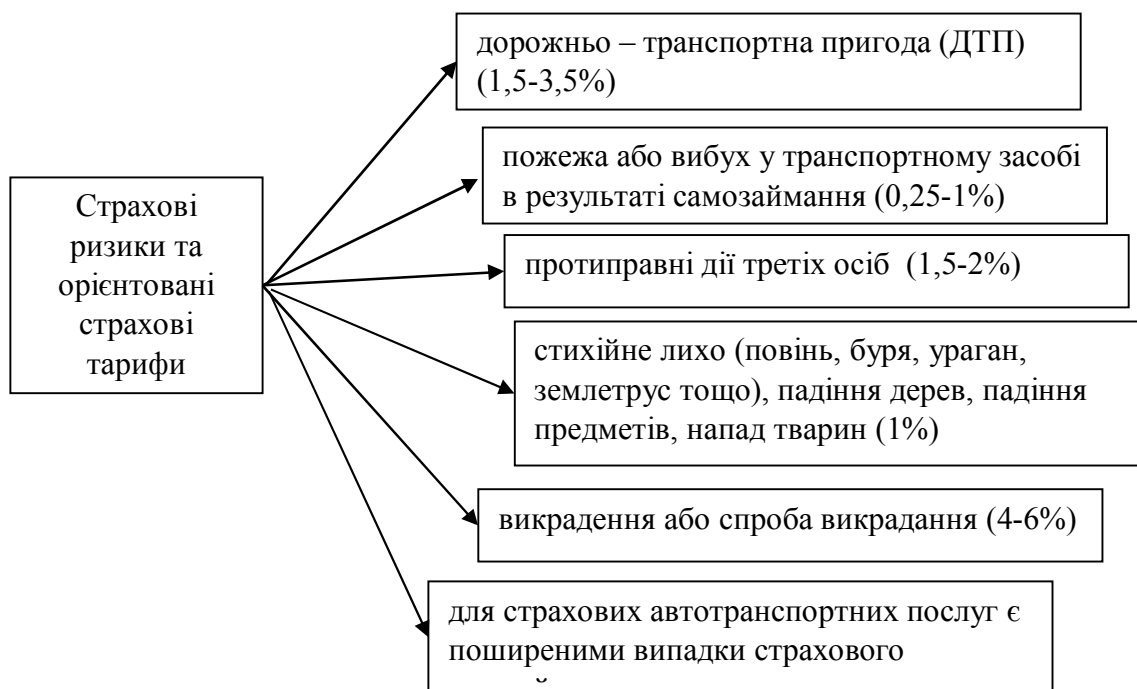 дорожньо – транспортна пригода (ДТП)
(1,5-3,5%)
пожежа або вибух у транспортному засобі
в результаті самозаймання (0,25-1%)
Страхові
ризики та
орієнтовані
страхові
тарифи
протиправні дії третіх осіб (1,5-2%)
стихійне лихо (повінь, буря, ураган,
землетрус тощо), падіння дерев, падіння
предметів, напад тварин (1%)
викрадення або спроба викрадання (4-6%)
для страхових автотранспортних послуг є
поширеними випадки страхового